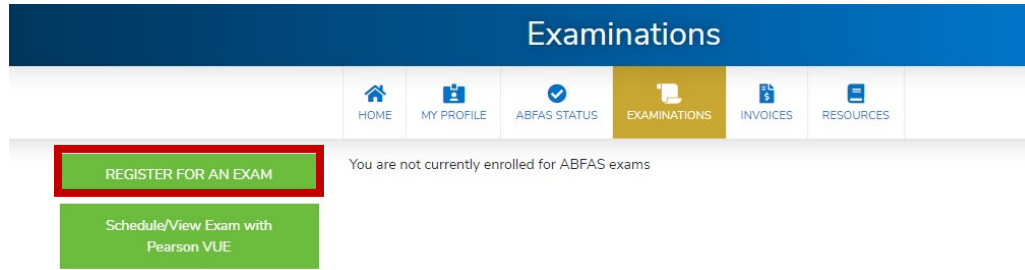 Examinations
HOME
MY PROFILE
ABFAS STATUS
EXAMINATIONS
INVOICES
RESOURCES
REGISTER FOR AN EXAM
You are not currently enrolled for ABFAS exams
Schedule/View Exam with
Pearson VUE